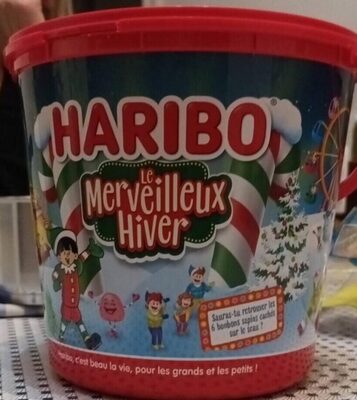 HARIBO
Le
Merveilleux
Hiver
Sauras-tu retrouver les
6 bonbons sapins cachés
sur le seau ?
Haribo, c'est beau la vie, pour les grands et les petits !